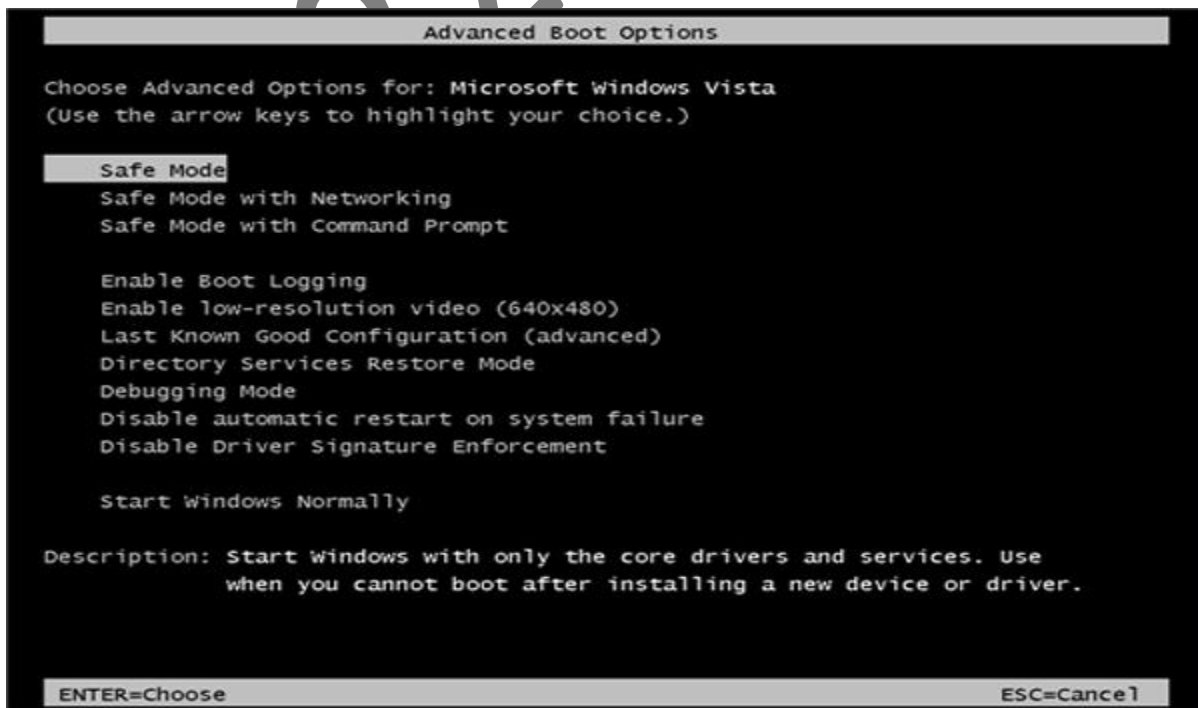 Advanced Boot Options
Choose Advanced Options for: Microsoft Windows Vista
(Use the arrow keys to highlight your choice.)
Safe Mode
Safe Mode with Networking
Safe Mode with Command Prompt
Enable Boot Logging
Enable low-resolution video (640x480)
Last Known Good Configuration (advanced)
Directory Services Restore Mode
Debugging Mode
Disable automatic restart on system failure
Disable Driver Signature Enforcement
Start Windows Normally
Description: Start Windows with only the core drivers and services. Use
when you cannot boot after installing a new device or driver.
ENTER=Choose ESC=Cancel